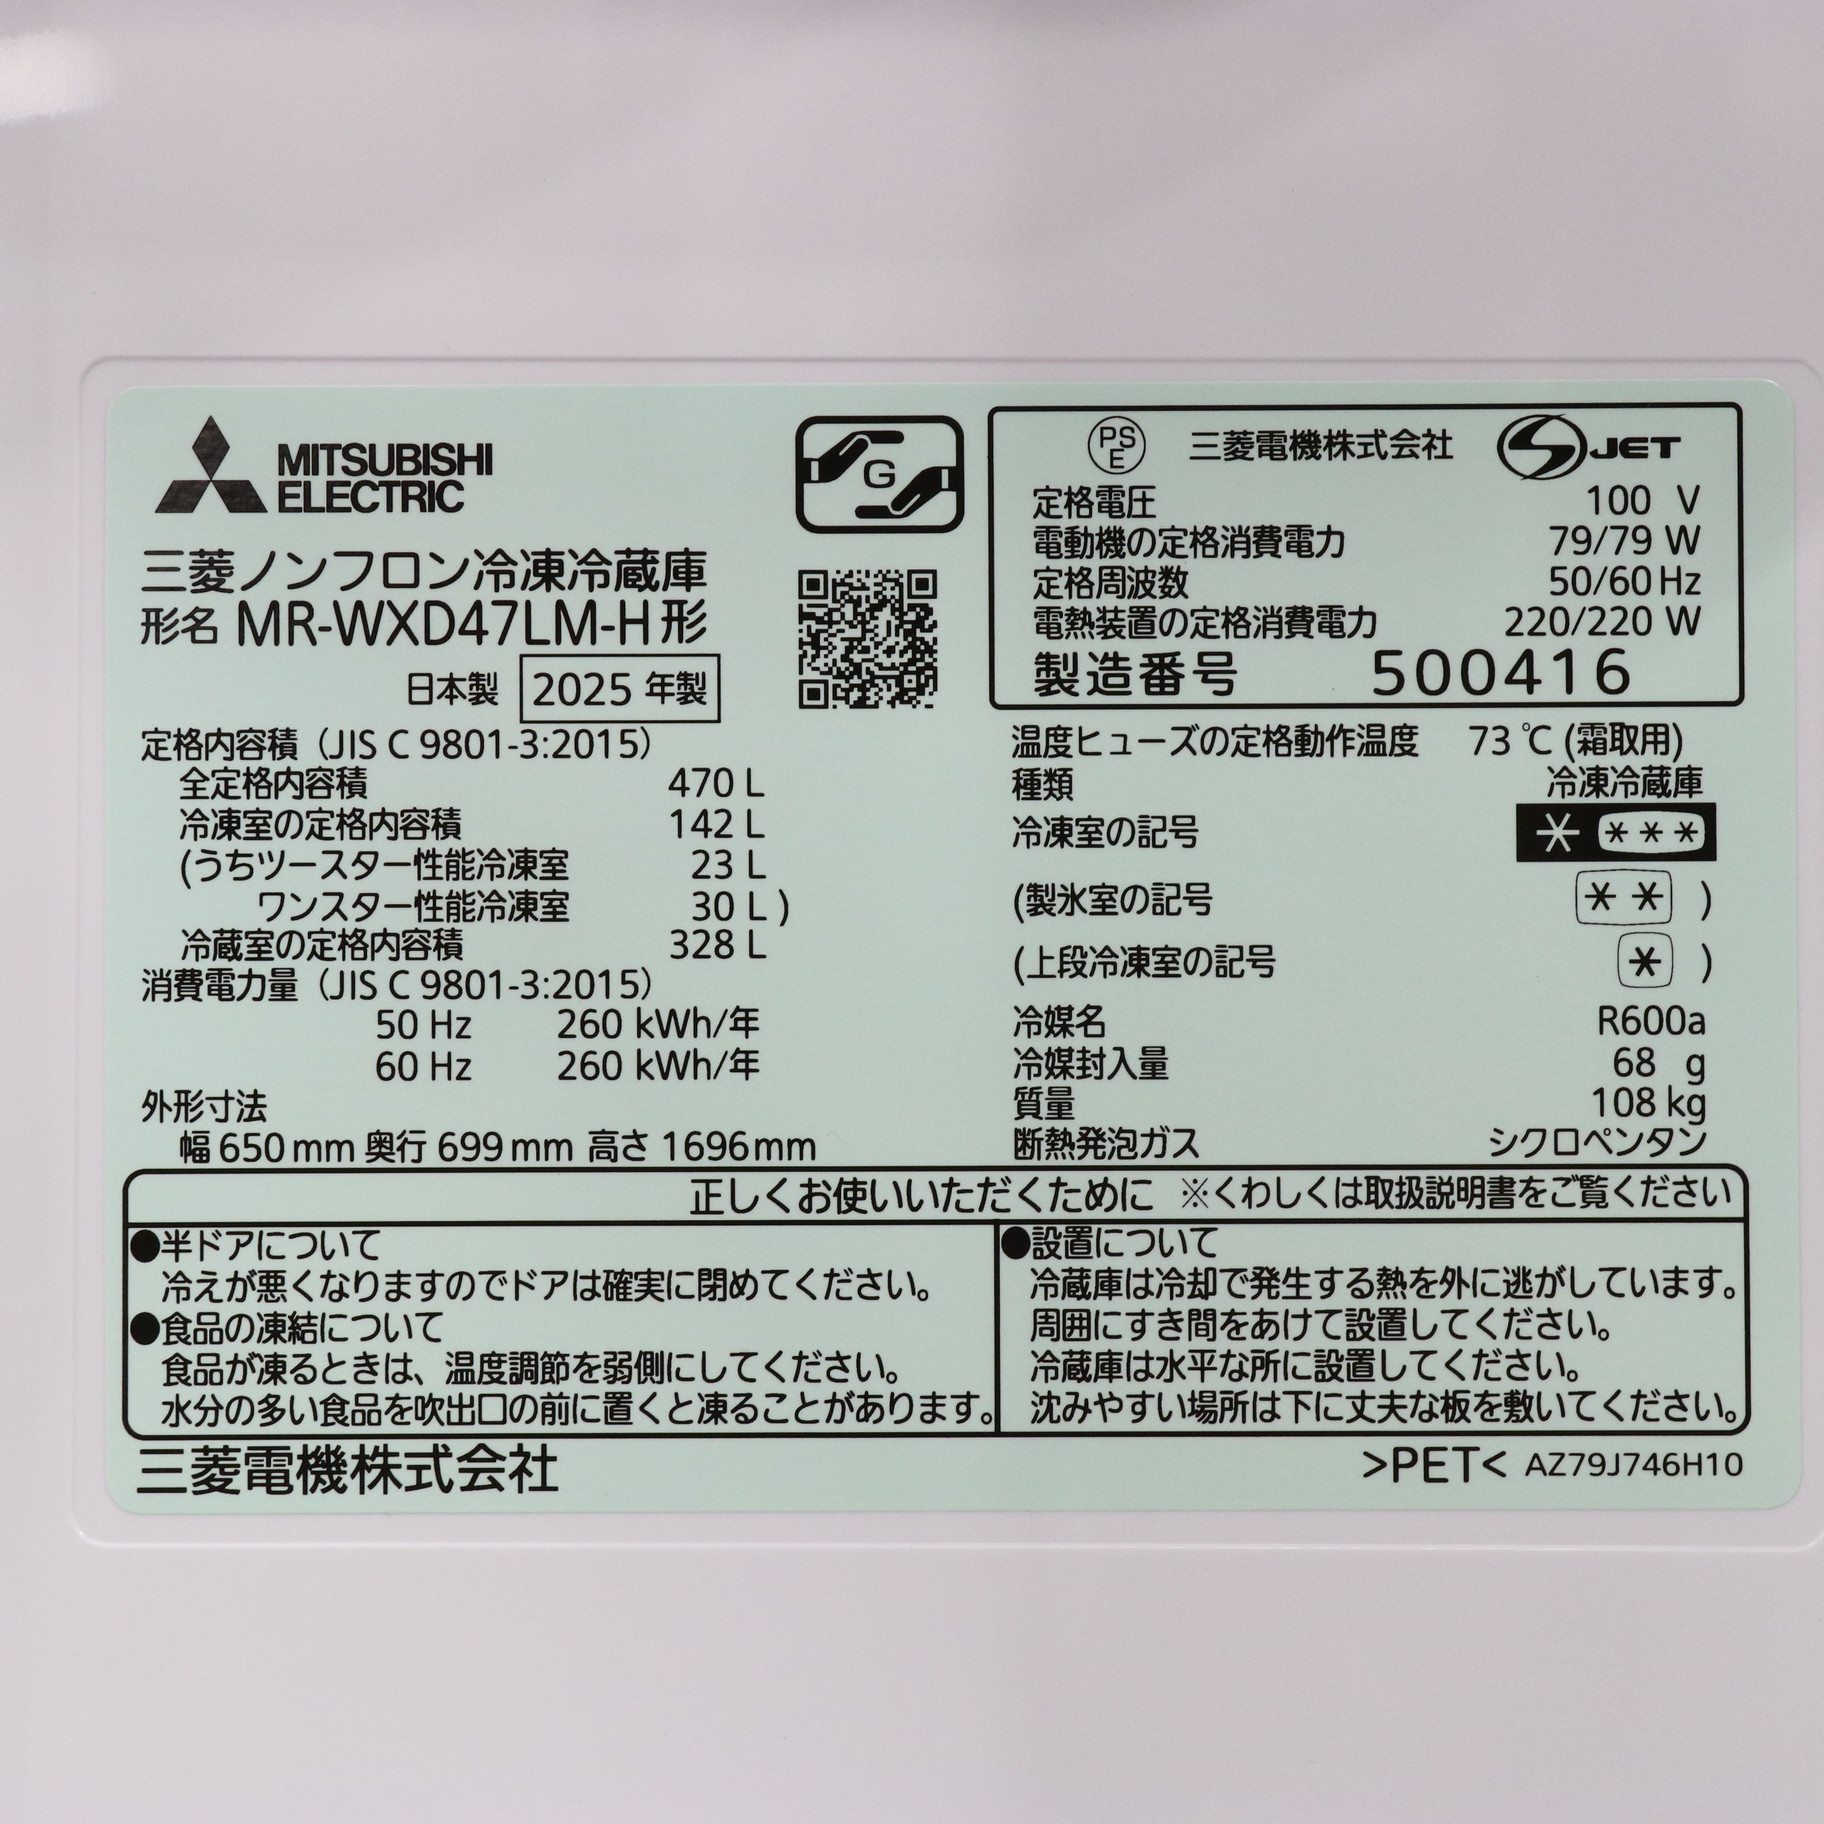 MITSUBISHI
ELECTRIC
G
三菱ノンフロン冷凍冷蔵庫
形名 MR-WXD47LM-H 形
日本製 2025 年製
定格内容積（JIS C 9801-3:2015）
全定格内容積 470 L
冷凍室の定格内容積 142 L
(うちツースター性能冷凍室 23 L
ワンスター性能冷凍室 30 L )
冷蔵室の定格内容積 328 L
消費電力量（JIS C 9801-3:2015）
50 Hz 260 kWh/年
60 Hz 260 kWh/年
外形寸法
幅 650 mm 奥行 699 mm 高さ 1696 mm
PS
E
三菱電機株式会社 JET
定格電圧 100 V
電動機の定格消費電力 79/79 W
定格周波数 50/60 Hz
電熱装置の定格消費電力 220/220 W
製造番号 500416
温度ヒューズの定格動作温度 73 ℃ (霜取用)
種類 冷凍冷蔵庫
冷凍室の記号 * ***
(製氷室の記号 ** )
(上段冷凍室の記号 * )
冷媒名 R600a
冷媒封入量 68 g
質量 108 kg
断熱発泡ガス シクロペンタン
正しくお使いいただくために ※くわしくは取扱説明書をご覧ください
●半ドアについて
冷えが悪くなりますのでドアは確実に閉めてください。
●食品の凍結について
食品が凍るときは、温度調節を弱側にしてください。
水分の多い食品を吹出口の前に置くと凍ることがあります。
●設置について
冷蔵庫は冷却で発生する熱を外に逃がしています。
周囲にすき間をあけて設置してください。
冷蔵庫は水平な所に設置してください。
沈みやすい場所は下に丈夫な板を敷いてください。
三菱電機株式会社
>PET< AZ79J746H10